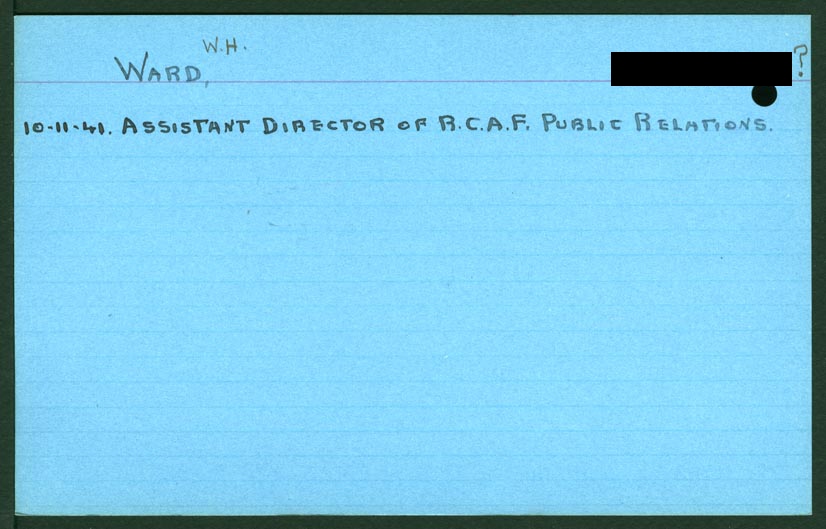 W.H.
WARD, ?
10-11-41. ASSISTANT DIRECTOR OF R.C.A.F. PUBLIC RELATIONS.